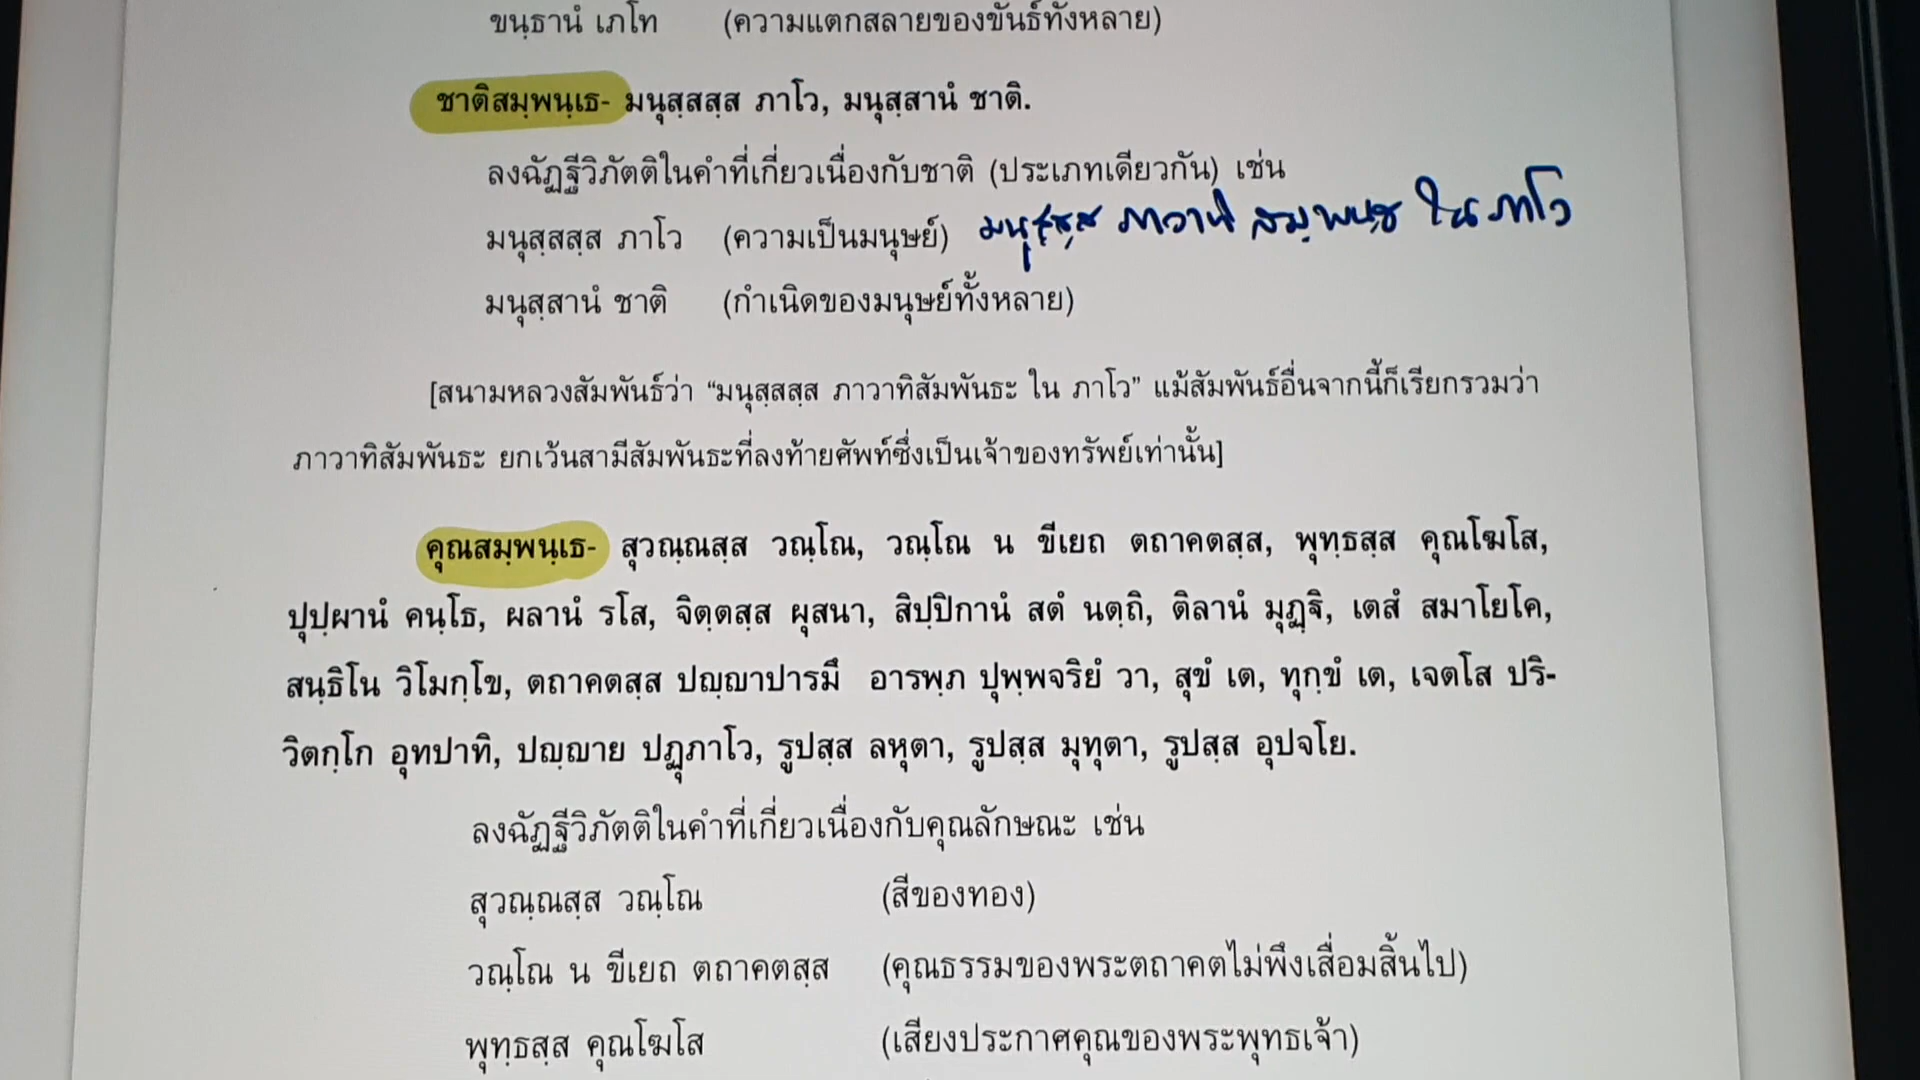 ขนฺธานํ เภโท (ความแตกสลายของขันธ์ทั้งหลาย)
ชาติสมฺพนฺเธ- มนุสฺสสฺส ภาโว, มนุสฺสานํ ชาติ.
ลงฉัฏฐีวิภัตติในคำที่เกี่ยวเนื่องกับชาติ (ประเภทเดียวกัน) เช่น
มนุสฺสสฺส ภาโว (ความเป็นมนุษย์) มนุสฺสสฺส ภาวาทิ สมฺพนฺธ ใน ภาโว
มนุสฺสานํ ชาติ (กำเนิดของมนุษย์ทั้งหลาย)
[สนามหลวงสัมพันธ์ว่า “มนุสฺสสฺส ภาวาทิสัมพันธะ ใน ภาโว” แม้สัมพันธ์อื่นจากนี้ก็เรียกรวมว่า
ภาวาทิสัมพันธะ ยกเว้นสามีสัมพันธะที่ลงท้ายศัพท์ซึ่งเป็นเจ้าของทรัพย์เท่านั้น]
คุณสมฺพนฺเธ- สุวณฺณสฺส วณฺโณ, วณฺโณ น ขีเยถ ตถาคตสฺส, พุทฺธสฺส คุณโฆโส,
ปุปฺผานํ คนฺโธ, ผลานํ รโส, จิตฺตสฺส ผุสนา, สิปฺปิกานํ สตํ นตฺถิ, ติลานํ มุฏฺฐิ, เตสํ สมาโยโค,
สนฺธิโน วิโมกฺโข, ตถาคตสฺส ปญฺญาปารมึ อารพฺภ ปุพฺพจริยํ วา, สุขํ เต, ทุกฺขํ เต, เจตโส ปริ-
วิตกฺโก อุทปาทิ, ปญฺญาย ปฏุภาโว, รูปสฺส ลหุตา, รูปสฺส มุทุตา, รูปสฺส อุปจโย.
ลงฉัฏฐีวิภัตติในคำที่เกี่ยวเนื่องกับคุณลักษณะ เช่น
สุวณฺณสฺส วณฺโณ (สีของทอง)
วณฺโณ น ขีเยถ ตถาคตสฺส (คุณธรรมของพระตถาคตไม่พึงเสื่อมสิ้นไป)
พุทฺธสฺส คุณโฆโส (เสียงประกาศคุณของพระพุทธเจ้า)